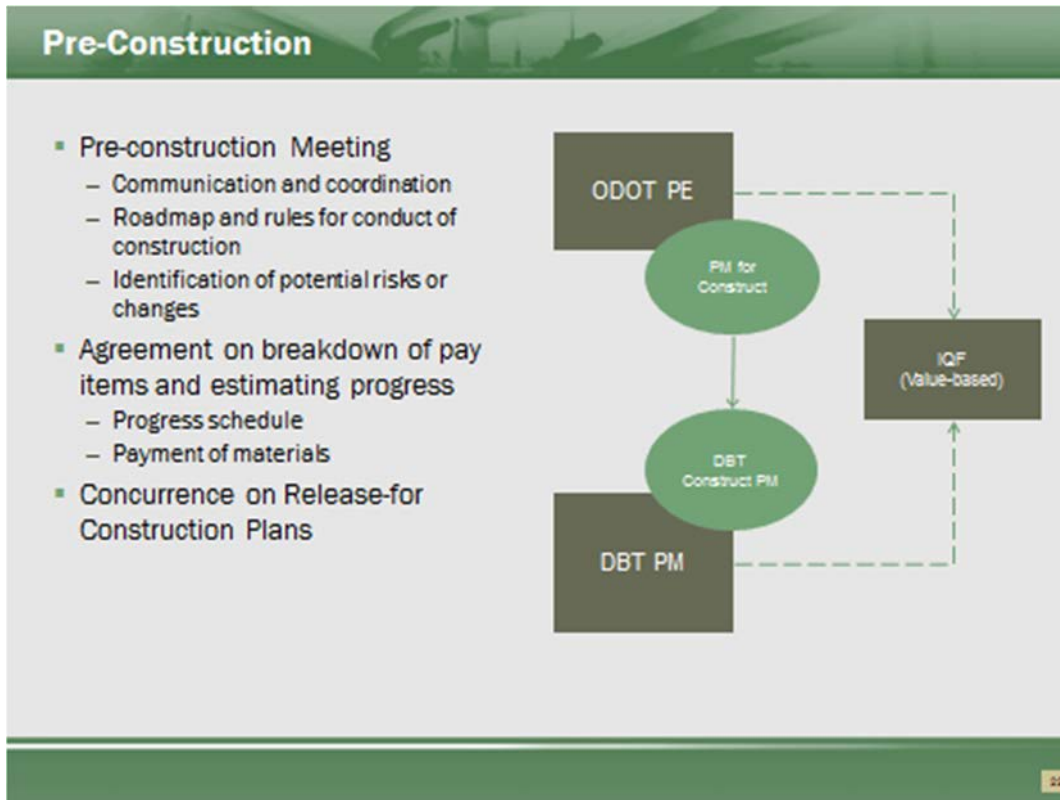 Pre-Construction
▪ Pre-construction Meeting
– Communication and coordination
– Roadmap and rules for conduct of
construction
– Identification of potential risks or
changes
▪ Agreement on breakdown of pay
items and estimating progress
– Progress schedule
– Payment of materials
▪ Concurrence on Release-for
Construction Plans
ODOT PE
PM for
Construct
IQF
(Value-based)
DBT
Construct PM
DBT PM
22